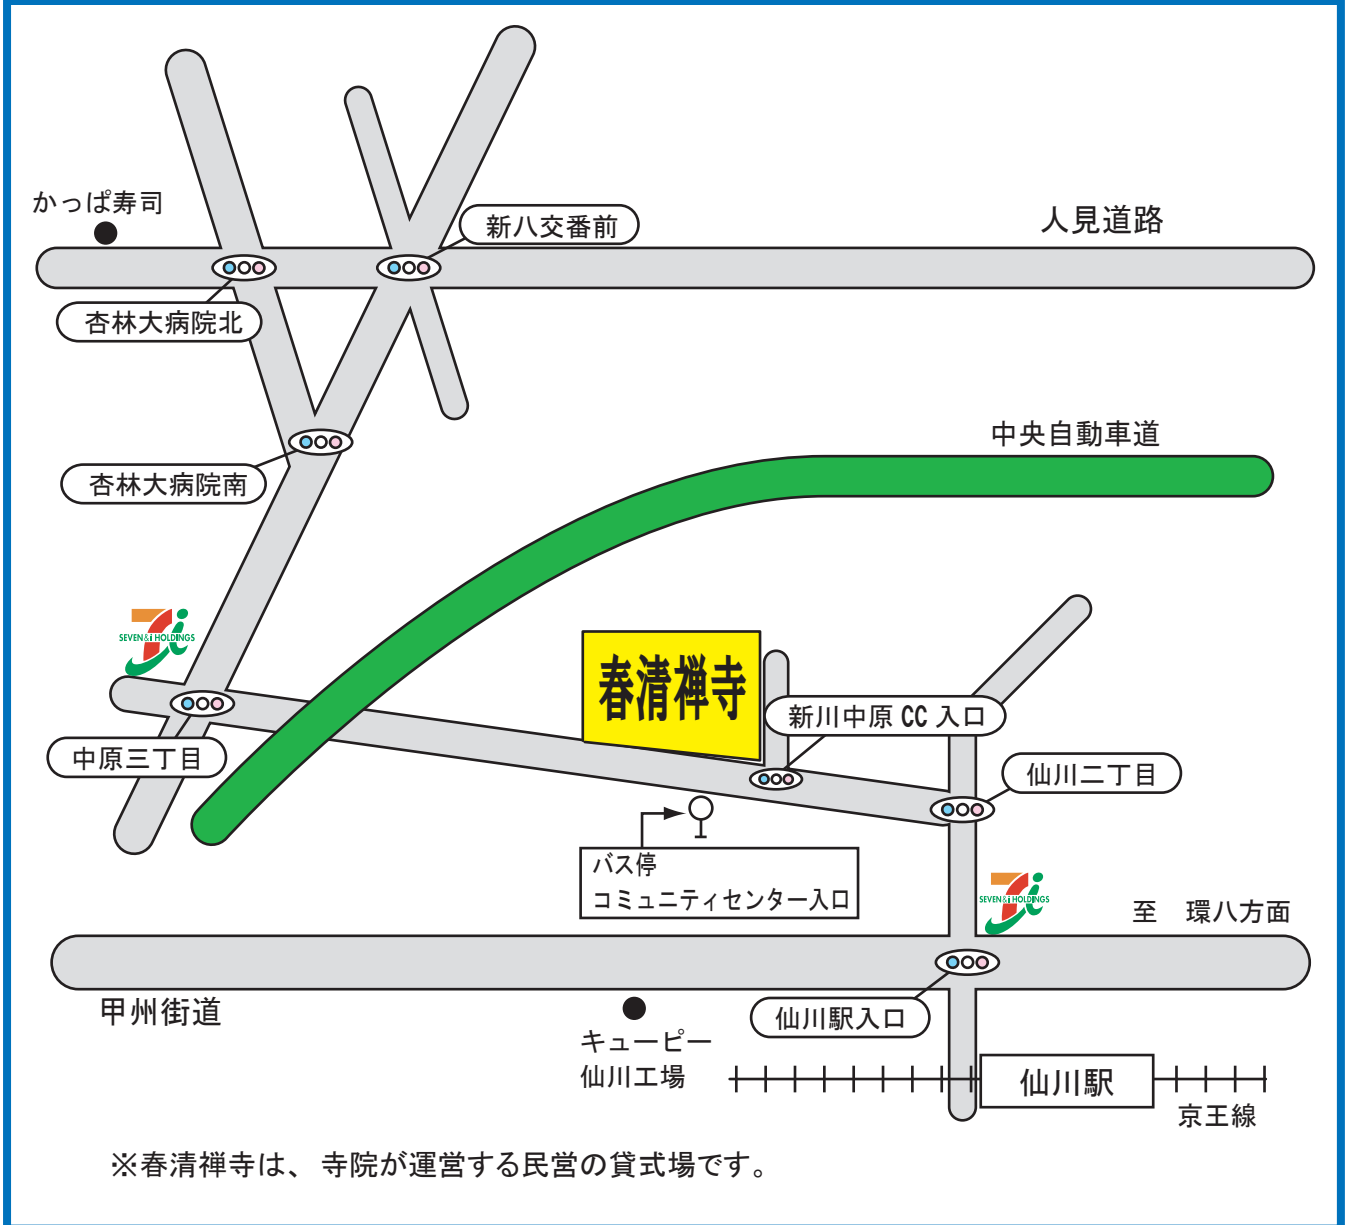 かっぱ寿司
新八交番前
人見道路
杏林大病院北
中央自動車道
杏林大病院南
SEVEN&i HOLDINGS
春清禅寺
新川中原 CC 入口
中原三丁目
仙川二丁目
バス停
コミュニティセンター入口
SEVEN&i HOLDINGS
至　環八方面
甲州街道
仙川駅入口
キューピー
仙川工場
仙川駅
京王線
※春清禅寺は、寺院が運営する民営の貸式場です。